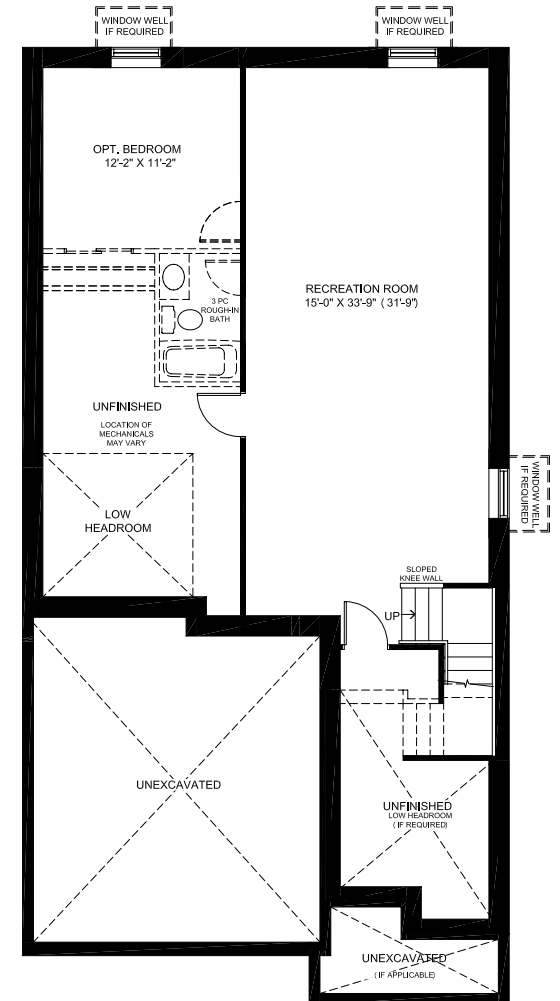 WINDOW WELL
IF REQUIRED
WINDOW WELL
IF REQUIRED
OPT. BEDROOM
12'-2" X 11'-2"
RECREATION ROOM
15'-0" X 33'-9" ( 31'-9")
3 PC
ROUGH-IN
BATH
UNFINISHED
LOCATION OF
MECHANICALS
MAY VARY
WINDOW WELL
IF REQUIRED
LOW
HEADROOM
SLOPED
KNEE WALL
UP
UNEXCAVATED
UNFINISHED
LOW HEADROOM
( IF REQUIRED)
UNEXCAVATED
( IF APPLICABLE)